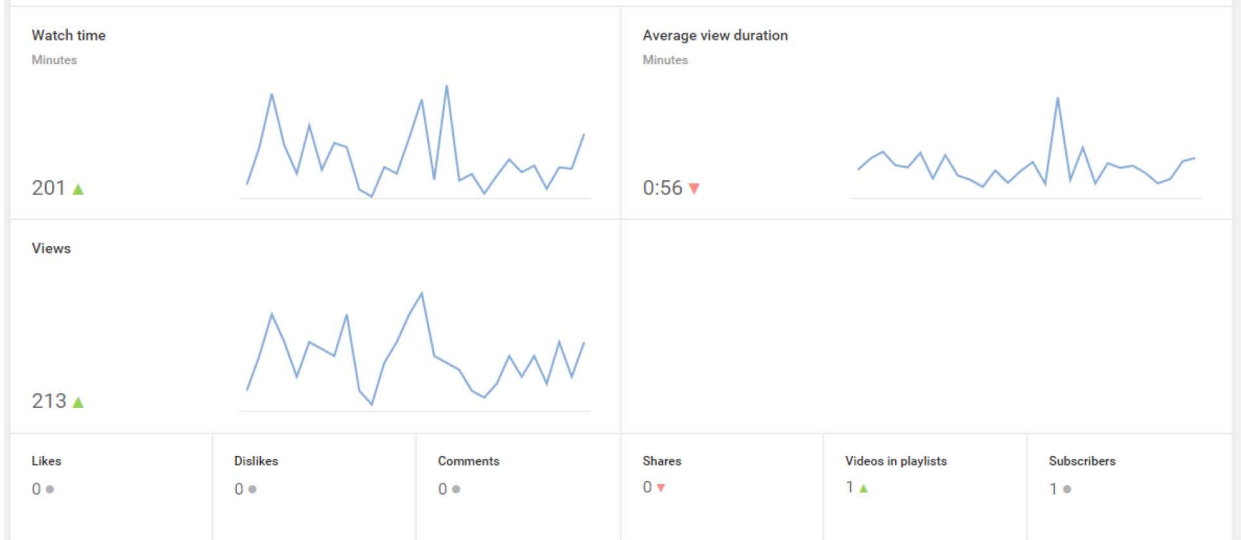 Watch time
Minutes
201
Average view duration
Minutes
0:56
Views
213
Likes
0
Dislikes
0
Comments
0
Shares
0
Videos in playlists
1
Subscribers
1